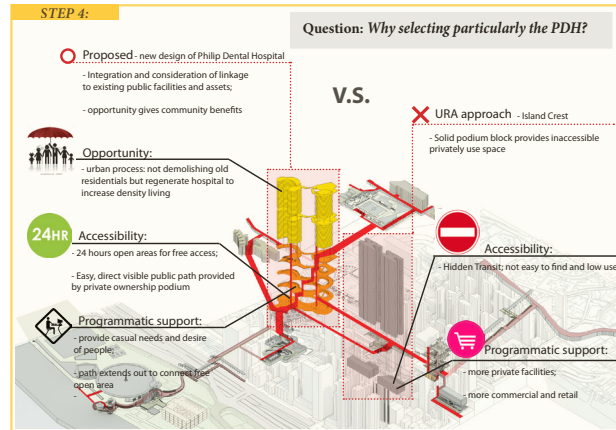 STEP 4:
Question: Why selecting particularly the PDH?
Proposed - new design of Philip Dental Hospital
- Integration and consideration of linkage
to existing public facilities and assets;
- opportunity gives community benefits
V.S.
URA approach - Island Crest
- Solid podium block provides inaccessible
privately use space
Opportunity:
- urban process: not demolishing old
residentials but regenerate hospital to
increase density living
24HR
Accessibility:
- 24 hours open areas for free access;
- Easy, direct visible public path provided
by private ownership podium
Accessibility:
- Hidden Transit; not easy to find and low use
Programmatic support:
- provide casual needs and desire
of people;
- path extends out to connect free
open area
-
Programmatic support:
- more private facilities;
- more commercial and retail